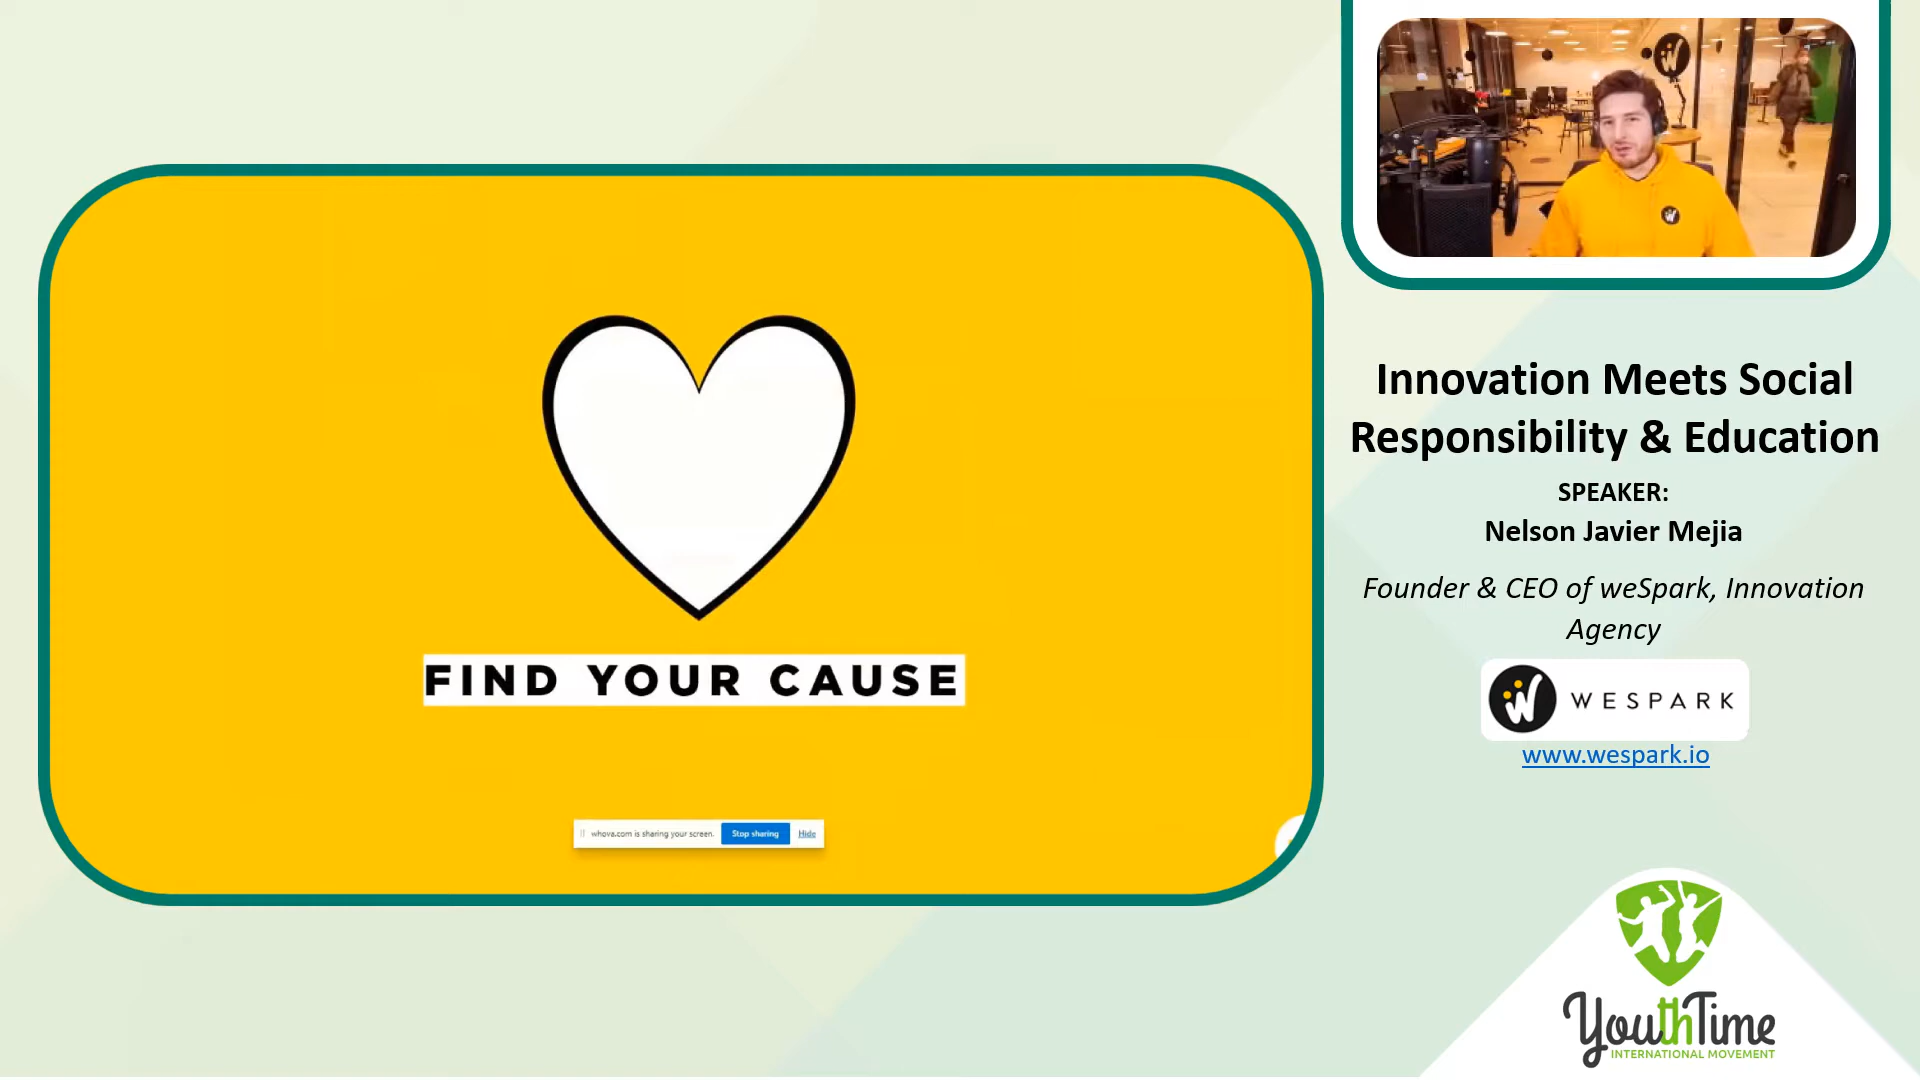 FIND YOUR CAUSE
whova.com is sharing your screen.
Stop sharing
Hide
Innovation Meets Social
Responsibility & Education
SPEAKER:
Nelson Javier Mejia
Founder & CEO of weSpark, Innovation
Agency
WESPARK
www.wespark.io
YouthTime
INTERNATIONAL MOVEMENT